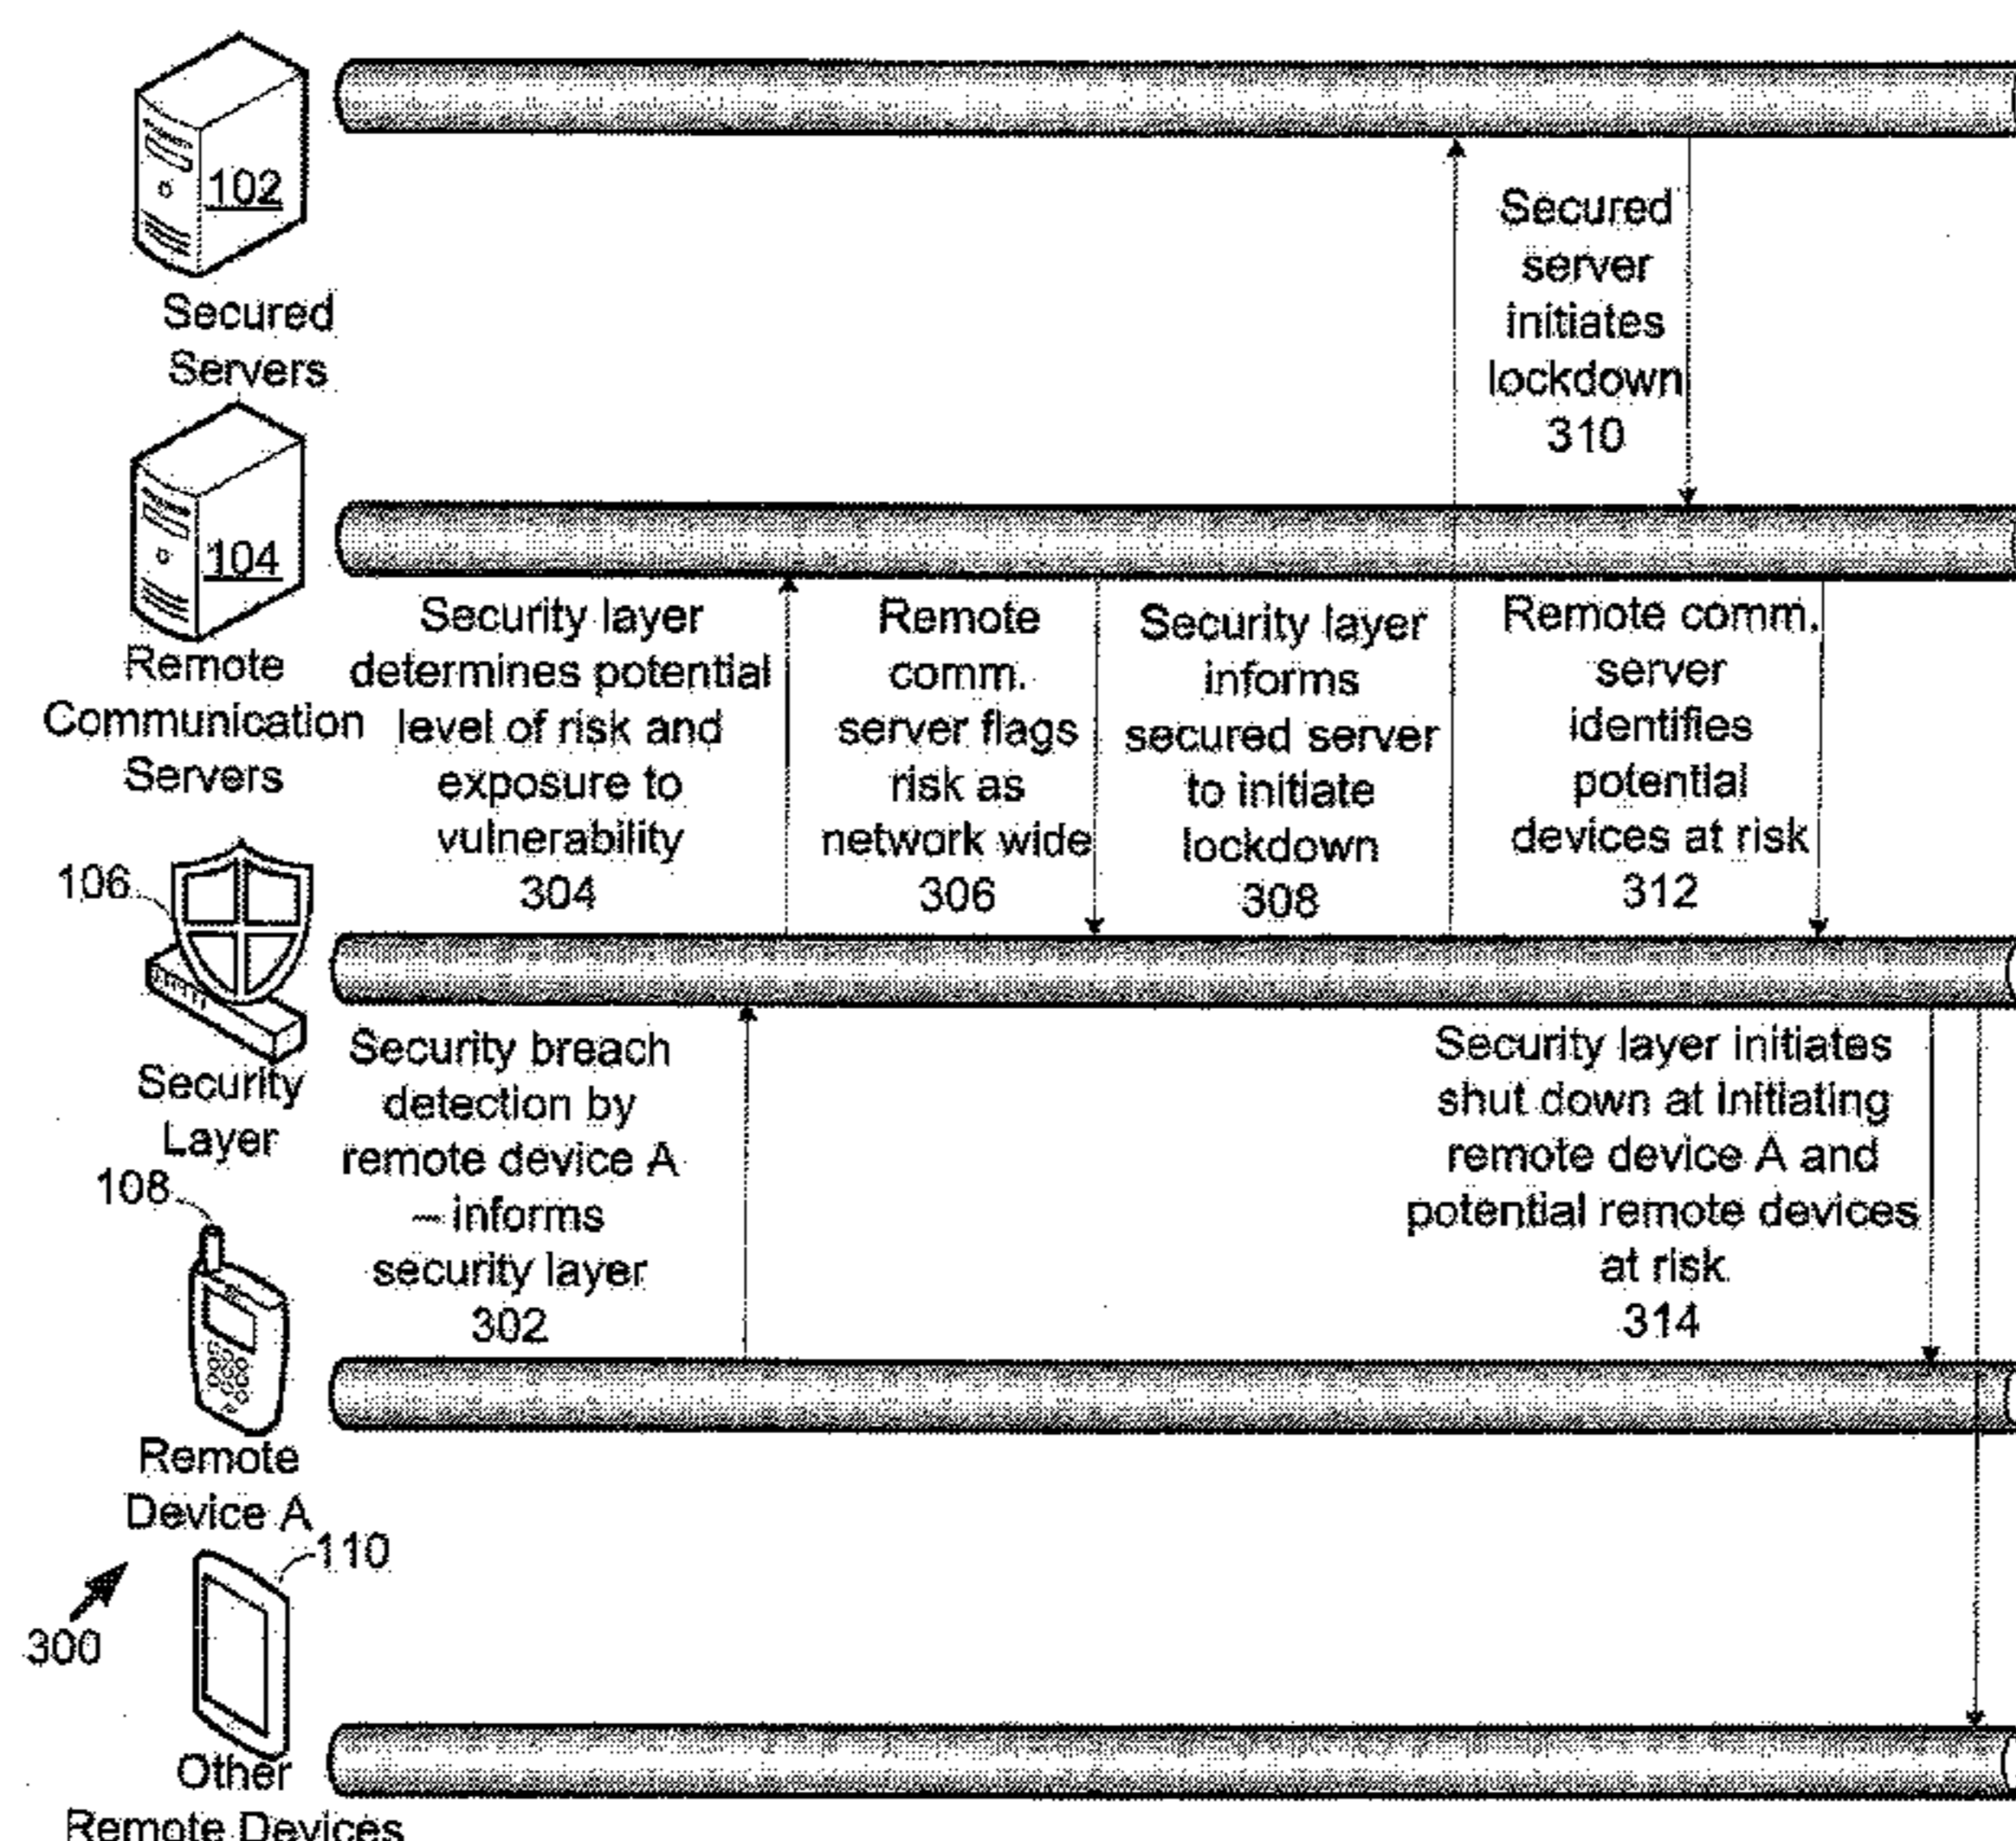 102
Secured
Servers
104
Remote
Communication
Servers
106
Security
Layer
108
Remote
Device A
110
300
Other
Remote Devices
Secured
server
initiates
lockdown
310
Security layer
determines potential
level of risk and
exposure to
vulnerability
304
Remote
comm.
server flags
risk as
network wide
306
Security layer
informs
secured server
to initiate
lockdown
308
Remote comm.
server
identifies
potential
devices at risk
312
Security breach
detection by
remote device A
– informs
security layer
302
Security layer initiates
shut down at initiating
remote device A and
potential remote devices
at risk
314